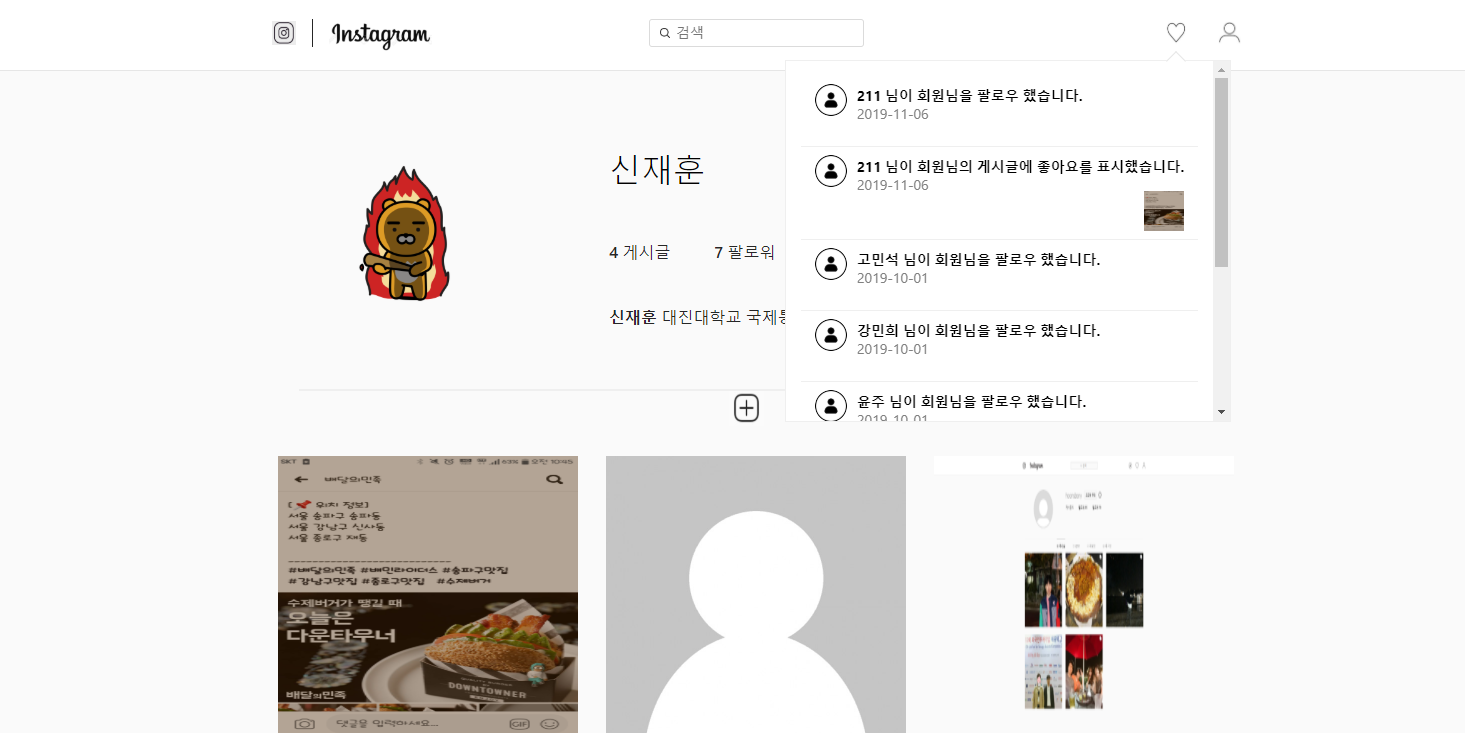 Instagram
검색
211 님이 회원님을 팔로우 했습니다.
2019-11-06
211 님이 회원님의 게시글에 좋아요를 표시했습니다.
2019-11-06
고민석 님이 회원님을 팔로우 했습니다.
2019-10-01
강민희 님이 회원님을 팔로우 했습니다.
2019-10-01
윤주 님이 회원님을 팔로우 했습니다.
2019-10-01
신재훈
4 게시글 7 팔로워
신재훈 대진대학교 국제통
SKT 63% 오전 10:45
배달의민족
[ 📌 위치 정보]
서울 송파구 송파동
서울 강남구 신사동
서울 종로구 재동
----------------------------
#배달의민족 #배민라이더스 #송파구맛집
#강남구맛집 #종로구맛집 #수제버거
수제버거가 땡길 때
오늘은
다운타우너
DOWNTOWNER
배달의민족
댓글을 입력하세요... GIF
Instagram